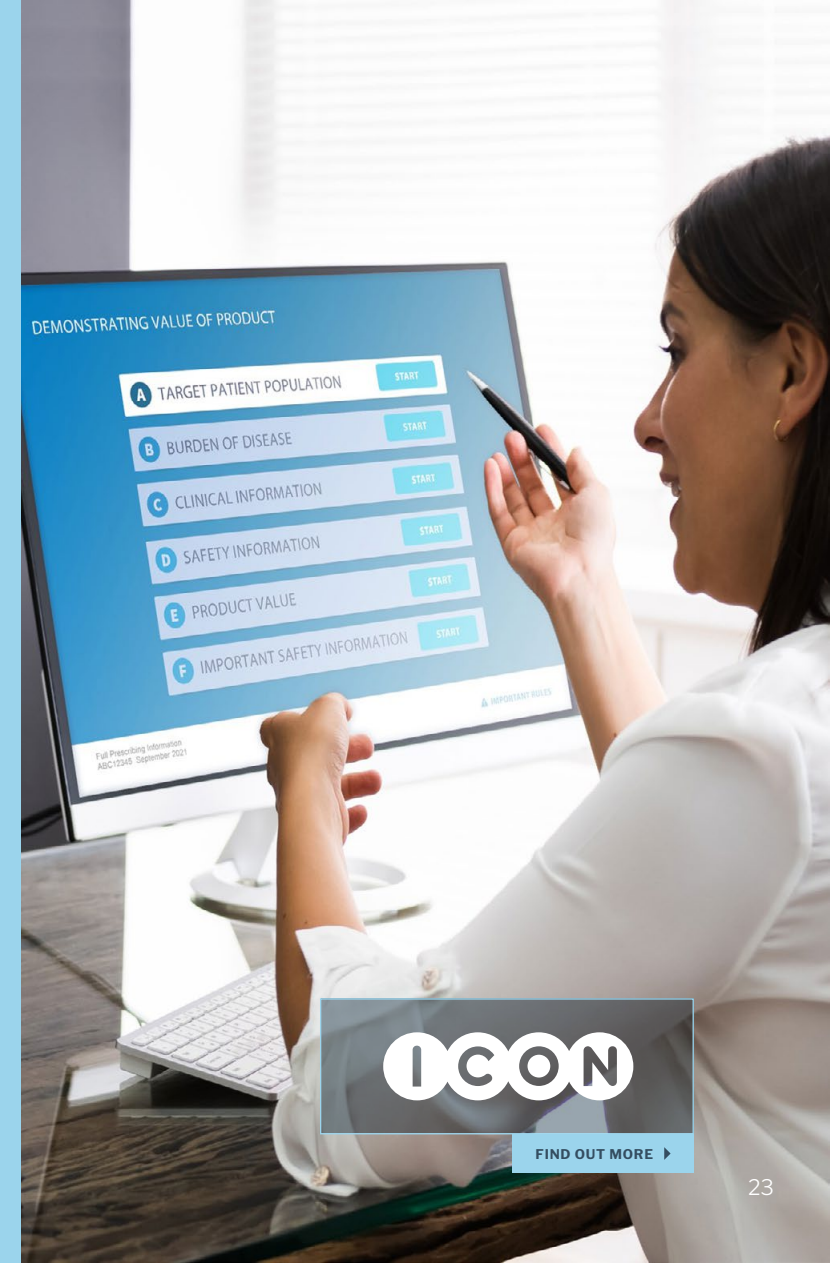 DEMONSTRATING VALUE OF PRODUCT
A TARGET PATIENT POPULATION START
B BURDEN OF DISEASE START
C CLINICAL INFORMATION START
D SAFETY INFORMATION START
E PRODUCT VALUE START
F IMPORTANT SAFETY INFORMATION START
IMPORTANT RULES
Full Prescribing Information
ABC12345 September 2021
ICON
FIND OUT MORE
23